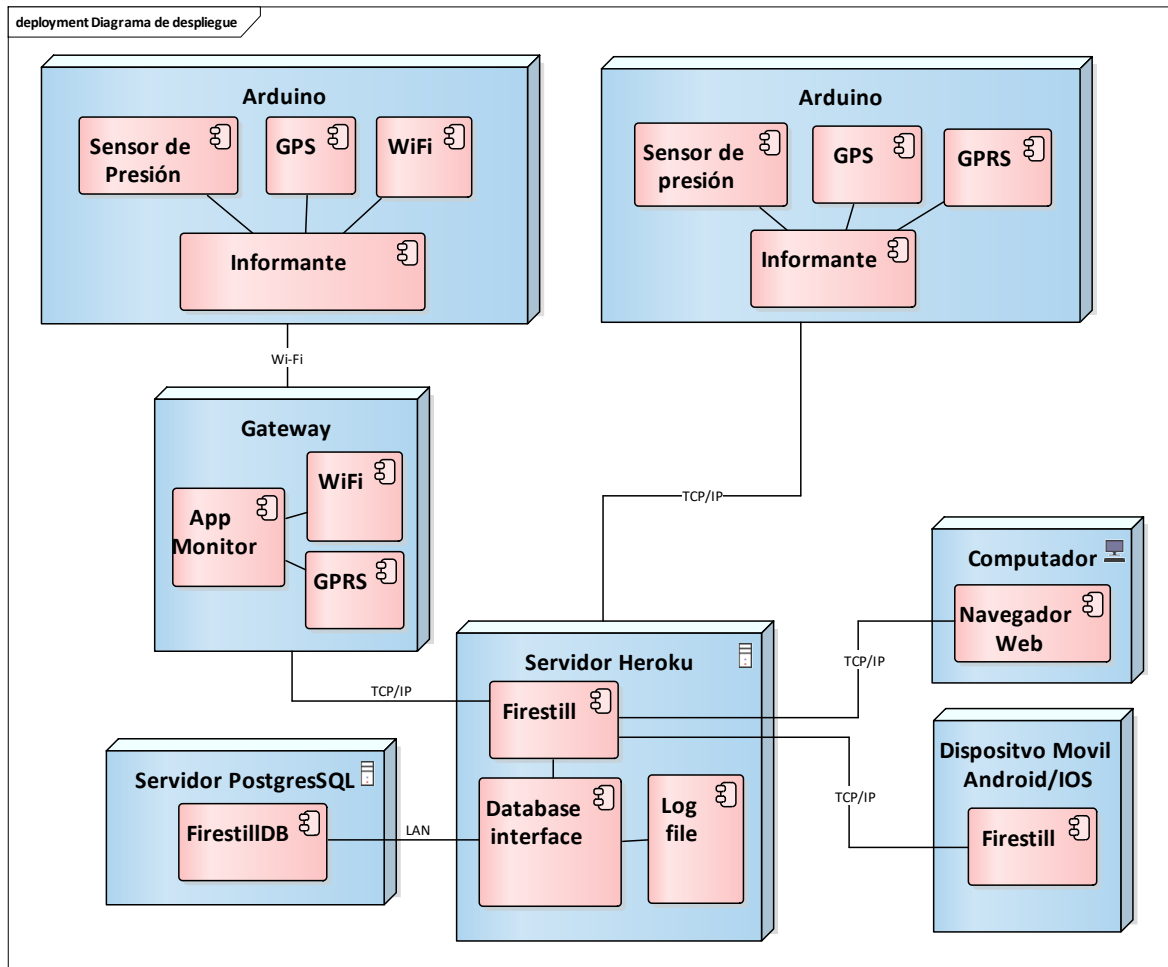 deployment Diagrama de despliegue
Arduino
Sensor de
Presión
GPS
WiFi
Informante
Arduino
Sensor de
presión
GPS
GPRS
Informante
Wi-Fi
Gateway
WiFi
App
Monitor
GPRS
TCP/IP
TCP/IP
Computador
Navegador
Web
TCP/IP
Servidor Heroku
Firestill
Database
interface
Log
file
Servidor PostgresSQL
FirestillDB
LAN
Dispositvo Movil
Android/IOS
TCP/IP
Firestill